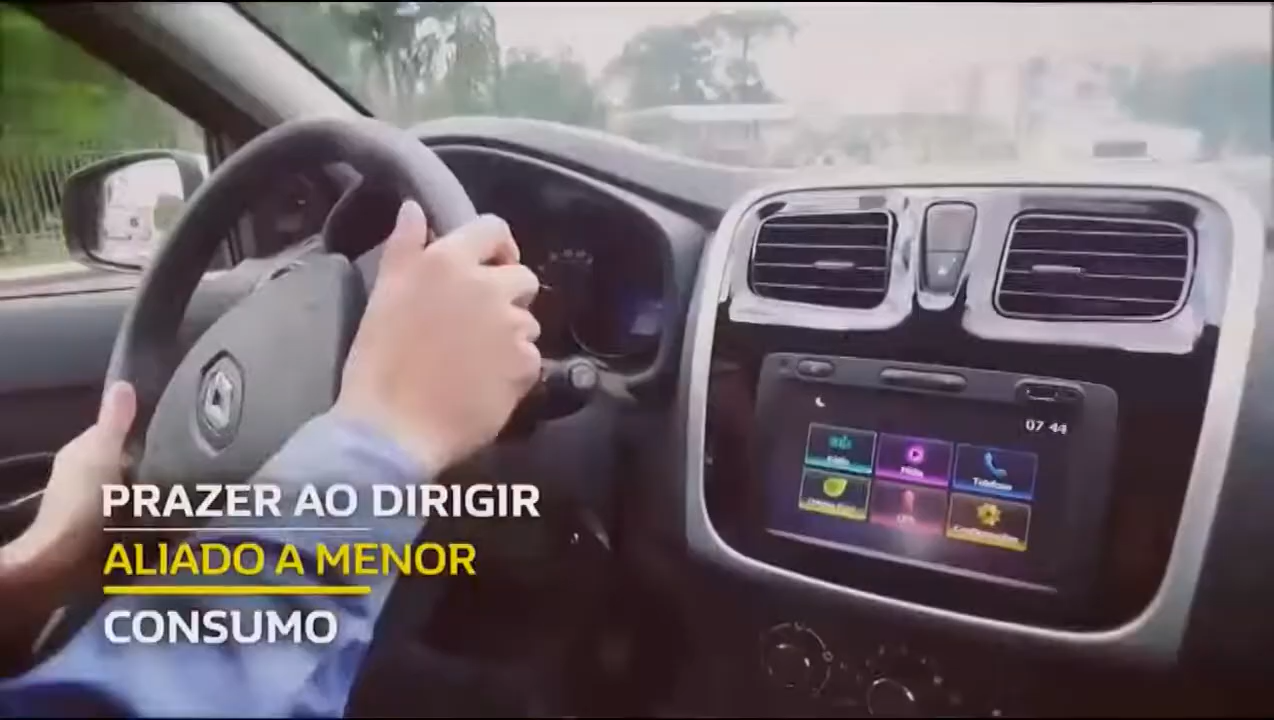 07 44
Telefone
PRAZER AO DIRIGIR
ALIADO A MENOR
CONSUMO